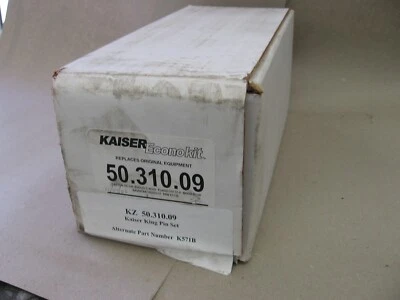 KAISER Econokit
REPLACES ORIGINAL EQUIPMENT
50.310.09
KZ 50.310.09
Kaiser King Pin Set
Alternate Part Number K571B